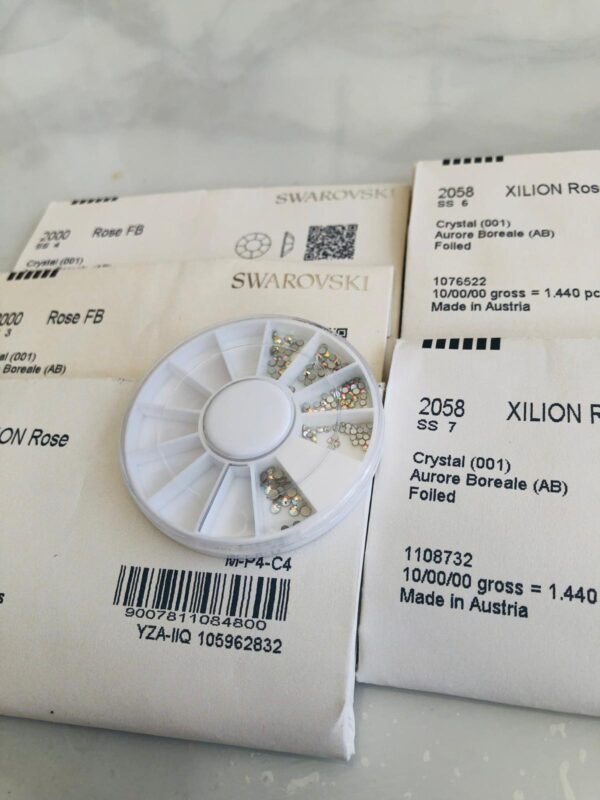 SWAROVSKI
2000 Rose FB
SS 4
Crystal (001)
SWAROVSKI
000 Rose FB
3
al (001)
Boreale (AB)
ION Rose
s
M-P4-C4
9007811084800
YZA-IIQ 105962832
2058 XILION Ros
SS 6
Crystal (001)
Aurore Boreale (AB)
Foiled
1076522
10/00/00 gross = 1.440 pc
Made in Austria
2058 XILION R
SS 7
Crystal (001)
Aurore Boreale (AB)
Foiled
1108732
10/00/00 gross = 1.440
Made in Austria